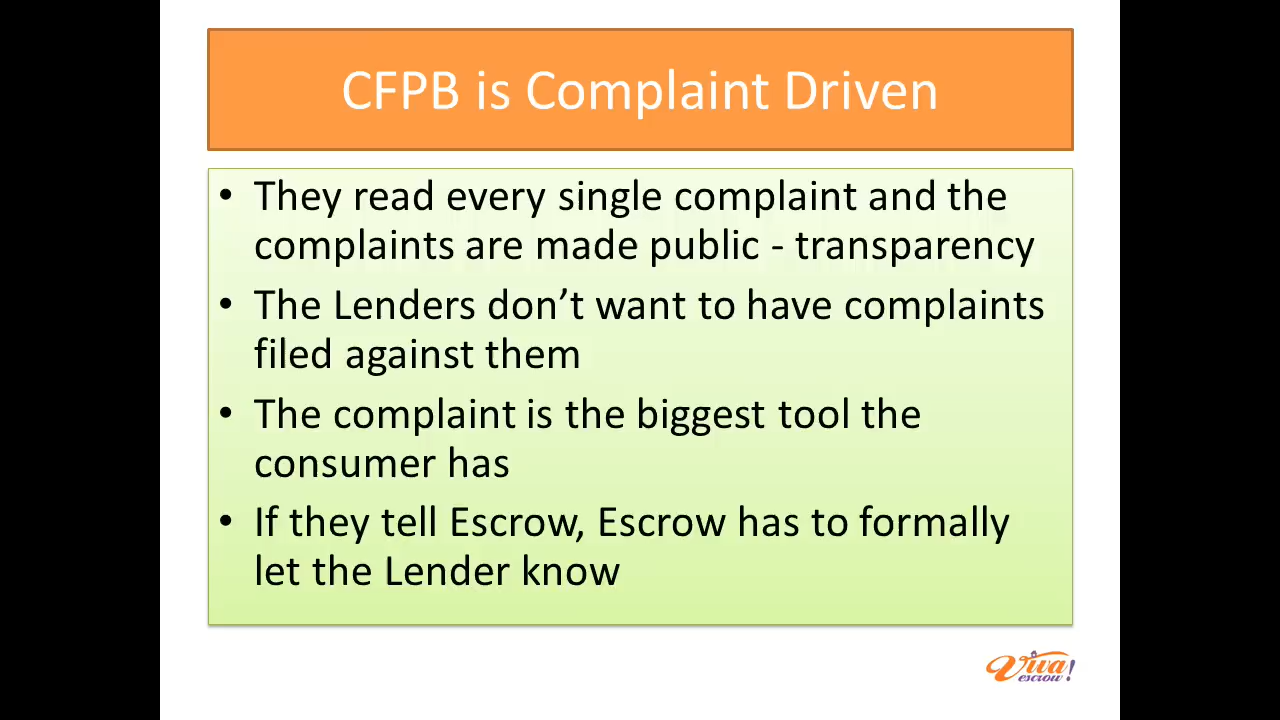 CFPB is Complaint Driven
• They read every single complaint and the
complaints are made public - transparency
• The Lenders don’t want to have complaints
filed against them
• The complaint is the biggest tool the
consumer has
• If they tell Escrow, Escrow has to formally
let the Lender know
Viva
escrow!